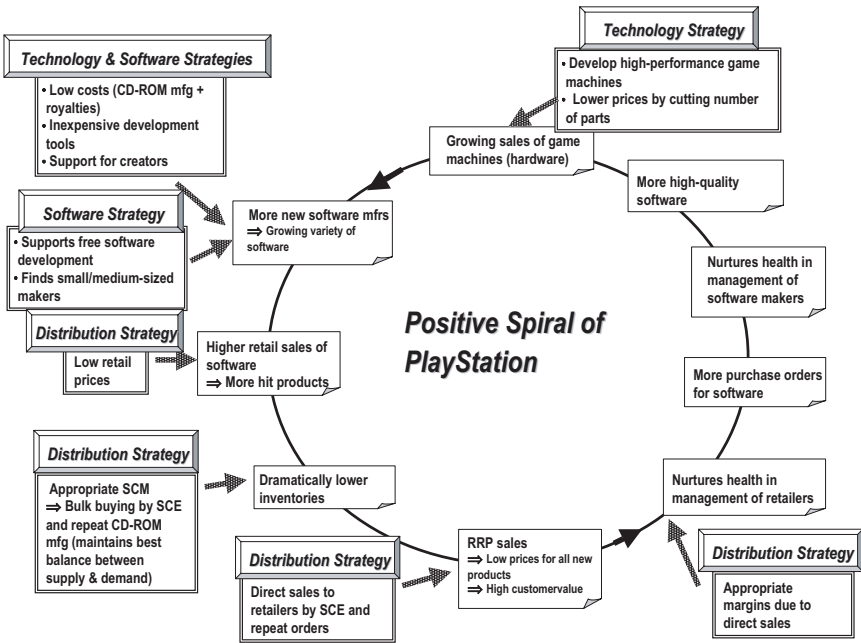 Technology & Software Strategies
• Low costs (CD-ROM mfg +
royalties)
• Inexpensive development
tools
• Support for creators
Technology Strategy
• Develop high-performance game
machines
• Lower prices by cutting number
of parts
Growing sales of game
machines (hardware)
More high-quality
software
Software Strategy
• Supports free software
development
• Finds small/medium-sized
makers
More new software mfrs
⇒ Growing variety of
software
Nurtures health in
management of
software makers
Positive Spiral of
PlayStation
Distribution Strategy
Low retail
prices
Higher retail sales of
software
⇒ More hit products
More purchase orders
for software
Distribution Strategy
Appropriate SCM
⇒ Bulk buying by SCE
and repeat CD-ROM
mfg (maintains best
balance between
supply & demand)
Dramatically lower
inventories
Nurtures health in
management of retailers
Distribution Strategy
Direct sales to
retailers by SCE and
repeat orders
RRP sales
⇒ Low prices for all new
products
⇒ High customervalue
Distribution Strategy
Appropriate
margins due to
direct sales